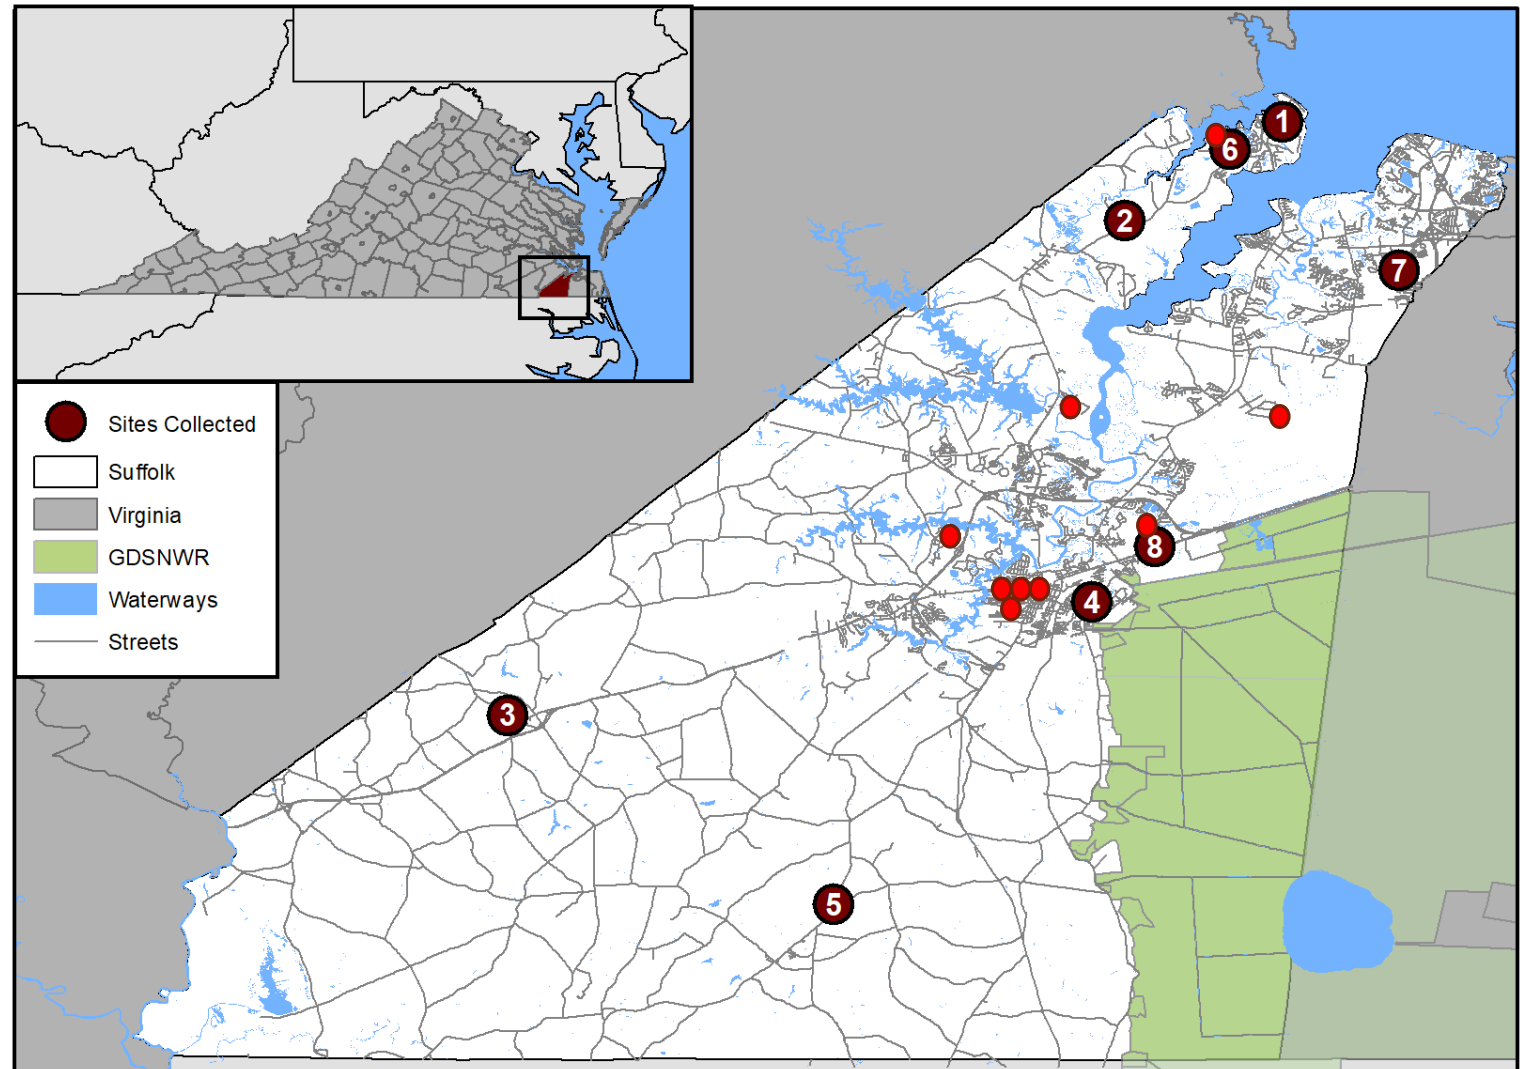 1
6
2
7
Sites Collected
Suffolk
Virginia
GDSNWR
Waterways
Streets
8
4
3
5